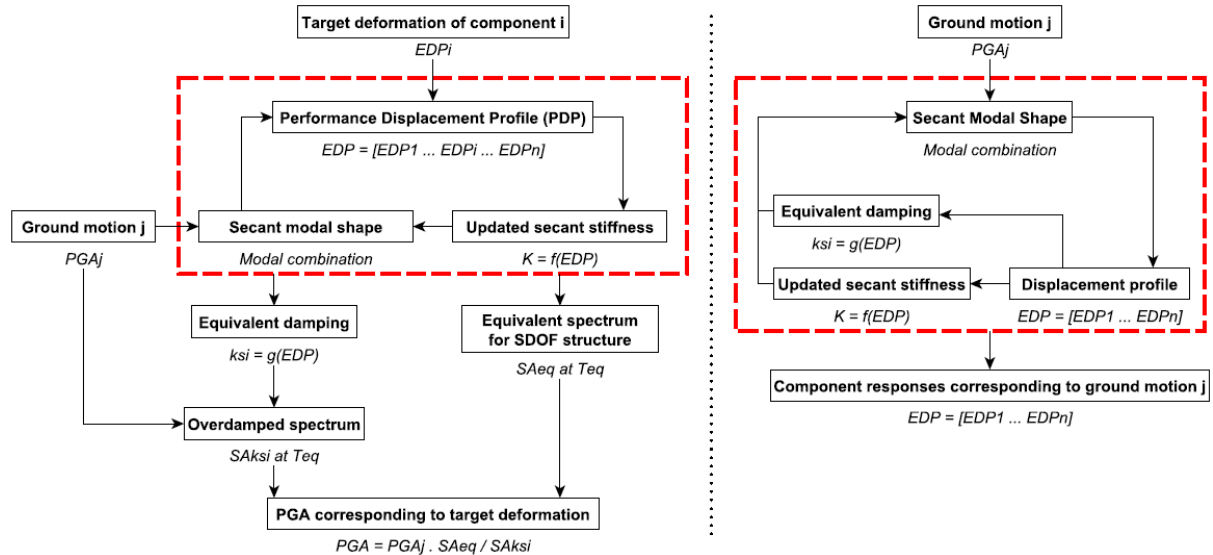 Target deformation of component i
EDPi
Performance Displacement Profile (PDP)
EDP = [EDP1 ... EDPi ... EDPn]
Ground motion j
PGAj
Secant modal shape
Modal combination
Updated secant stiffness
K = f(EDP)
Equivalent damping
ksi = g(EDP)
Equivalent spectrum
for SDOF structure
SAeq at Teq
Overdamped spectrum
SAksi at Teq
PGA corresponding to target deformation
PGA = PGAj . SAeq / SAksi
Ground motion j
PGAj
Secant Modal Shape
Modal combination
Equivalent damping
ksi = g(EDP)
Updated secant stiffness
K = f(EDP)
Displacement profile
EDP = [EDP1 ... EDPn]
Component responses corresponding to ground motion j
EDP = [EDP1 ... EDPn]